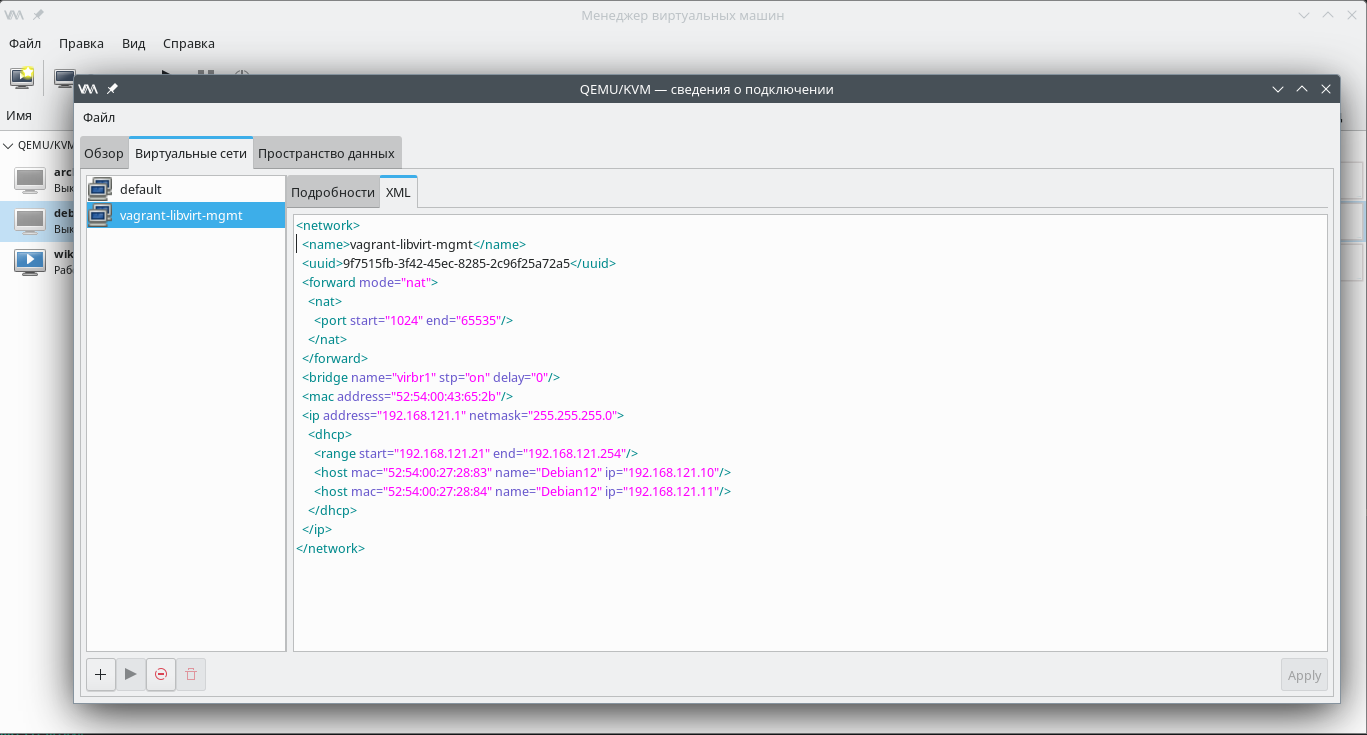 Менеджер виртуальных машин
Файл Правка Вид Справка
Имя
QEMU/KVM
arc
Вык
deb
Вык
wik
Раб
QEMU/KVM — сведения о подключении
Файл
Обзор Виртуальные сети Пространство данных
default
vagrant-libvirt-mgmt
Подробности XML
<network>
<name>vagrant-libvirt-mgmt</name>
<uuid>9f7515fb-3f42-45ec-8285-2c96f25a72a5</uuid>
<forward mode="nat">
<nat>
<port start="1024" end="65535"/>
</nat>
</forward>
<bridge name="virbr1" stp="on" delay="0"/>
<mac address="52:54:00:43:65:2b"/>
<ip address="192.168.121.1" netmask="255.255.255.0">
<dhcp>
<range start="192.168.121.21" end="192.168.121.254"/>
<host mac="52:54:00:27:28:83" name="Debian12" ip="192.168.121.10"/>
<host mac="52:54:00:27:28:84" name="Debian12" ip="192.168.121.11"/>
</dhcp>
</ip>
</network>
Apply